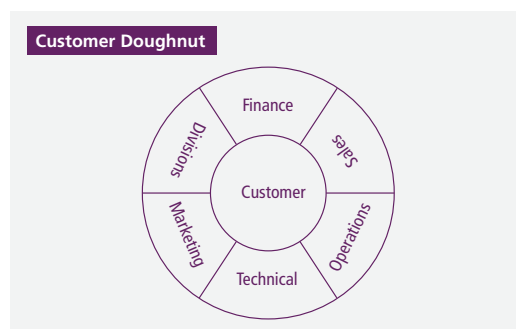 Customer Doughnut
Finance
Sales
Operations
Technical
Marketing
Divisions
Customer